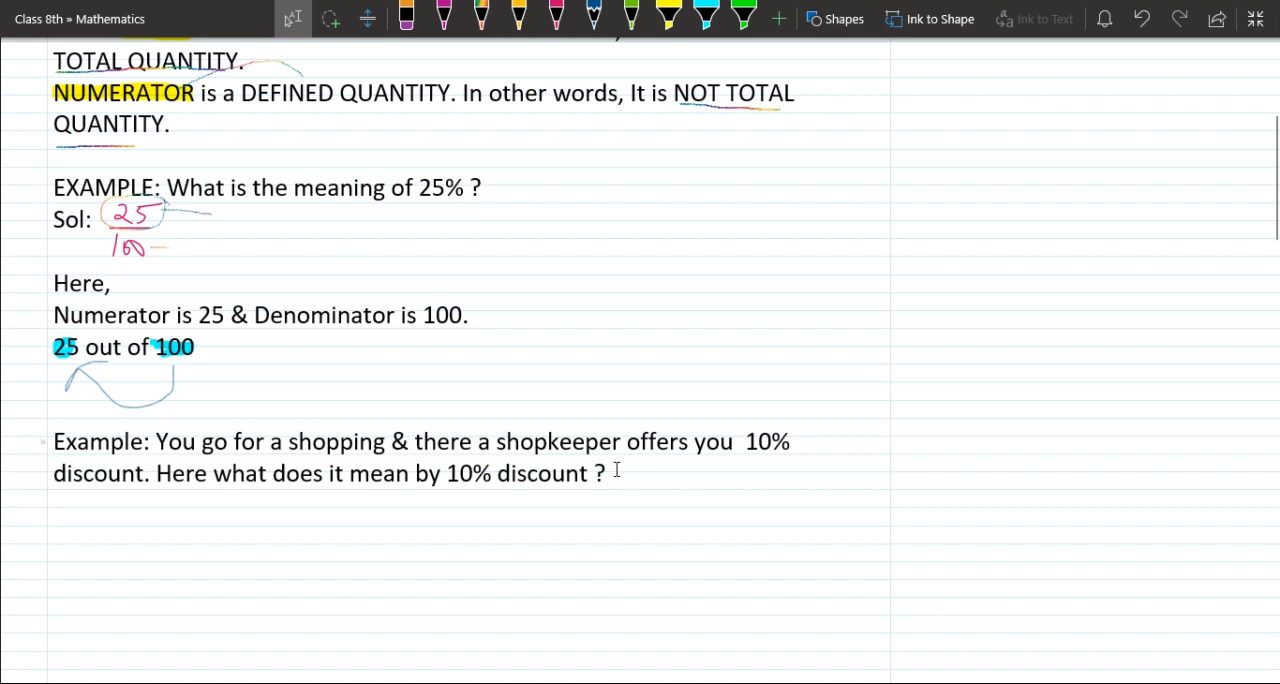 Class 8th » Mathematics
Shapes
Ink to Shape
Ink to Text
TOTAL QUANTITY.
NUMERATOR is a DEFINED QUANTITY. In other words, It is NOT TOTAL
QUANTITY.
EXAMPLE: What is the meaning of 25% ?
Sol: 25
100
Here,
Numerator is 25 & Denominator is 100.
25 out of 100
Example: You go for a shopping & there a shopkeeper offers you 10%
discount. Here what does it mean by 10% discount ?